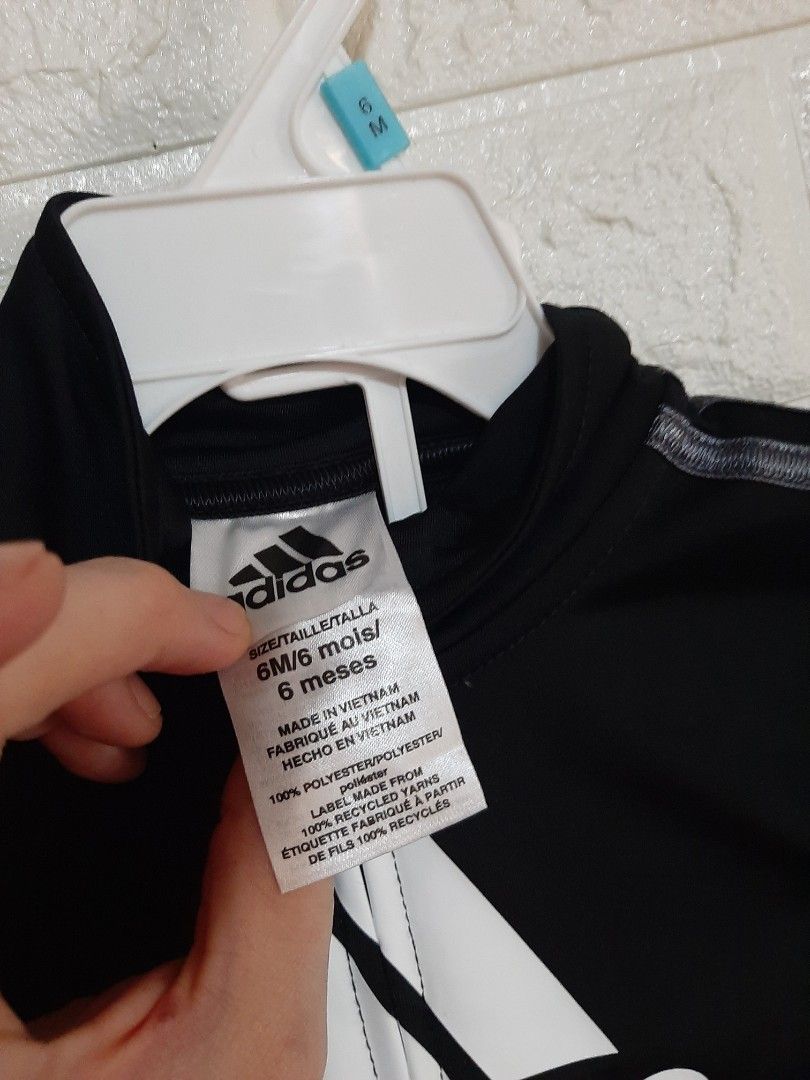 6
M
adidas
SIZE/TAILLE/TALLA
6M/6 mois/
6 meses
MADE IN VIETNAM
FABRIQUÉ AU VIETNAM
HECHO EN VIETNAM
100% POLYESTER/POLYESTER/
poliéster
LABEL MADE FROM
100% RECYCLED YARNS
ÉTIQUETTE FABRIQUÉE À PARTIR
DE FILS 100% RECYCLÉS